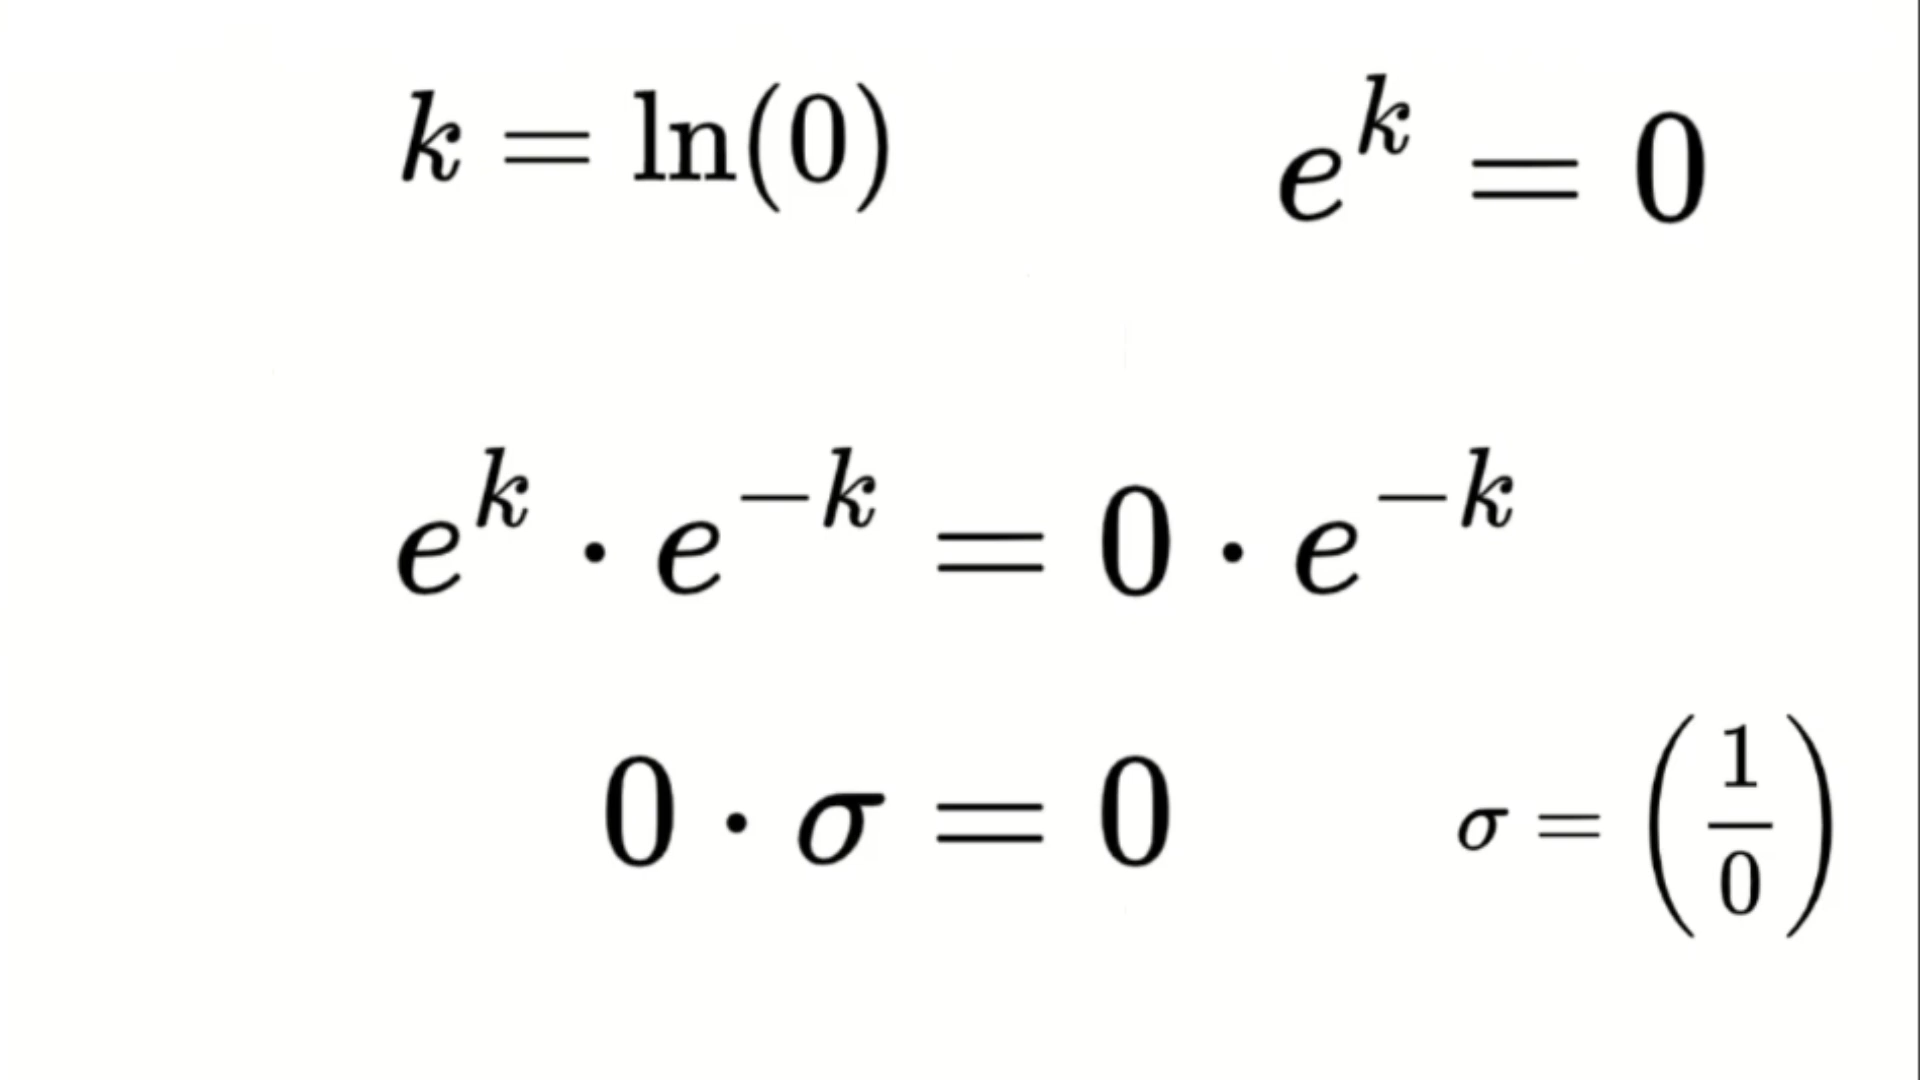 k = ln(0) e^k = 0
e^k · e^{−k} = 0 · e^{−k}
0 · σ = 0 σ = (1/0)